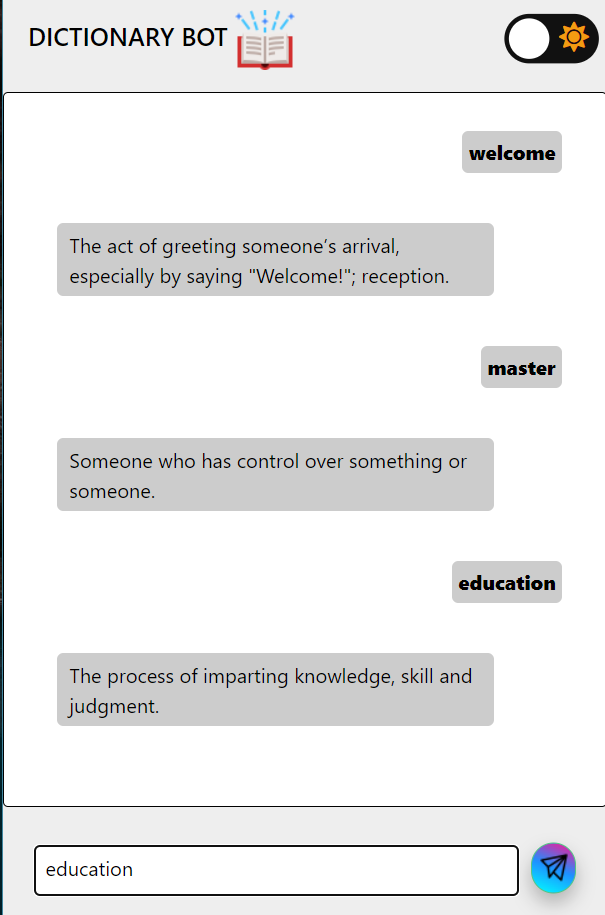 DICTIONARY BOT
welcome
The act of greeting someone’s arrival,
especially by saying "Welcome!"; reception.
master
Someone who has control over something or
someone.
education
The process of imparting knowledge, skill and
judgment.
education